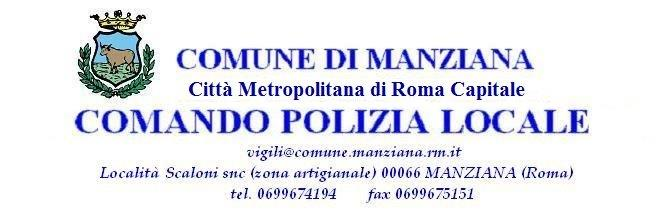 COMUNE DI MANZIANA
Città Metropolitana di Roma Capitale
COMANDO POLIZIA LOCALE
vigili@comune.manziana.rm.it
Località Scaloni snc (zona artigianale) 00066 MANZIANA (Roma)
tel. 0699674194 fax 0699675151